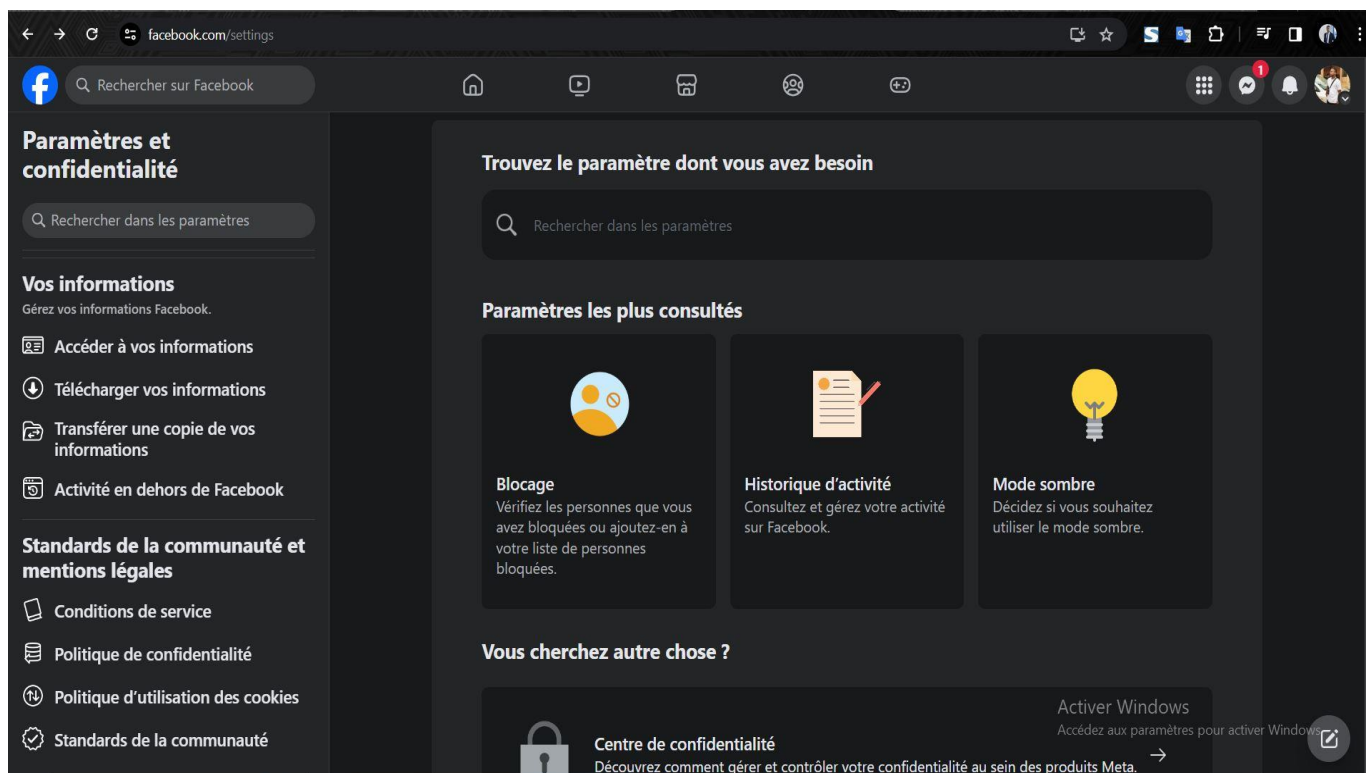 facebook.com/settings
Rechercher sur Facebook
1
Paramètres et
confidentialité
Rechercher dans les paramètres
Vos informations
Gérez vos informations Facebook.
Accéder à vos informations
Télécharger vos informations
Transférer une copie de vos
informations
Activité en dehors de Facebook
Standards de la communauté et
mentions légales
Conditions de service
Politique de confidentialité
Politique d'utilisation des cookies
Standards de la communauté
Trouvez le paramètre dont vous avez besoin
Rechercher dans les paramètres
Paramètres les plus consultés
Blocage
Vérifiez les personnes que vous
avez bloquées ou ajoutez-en à
votre liste de personnes
bloquées.
Historique d'activité
Consultez et gérez votre activité
sur Facebook.
Mode sombre
Décidez si vous souhaitez
utiliser le mode sombre.
Vous cherchez autre chose ?
Centre de confidentialité
Découvrez comment gérer et contrôler votre confidentialité au sein des produits Meta.
Activer Windows
Accédez aux paramètres pour activer Windows